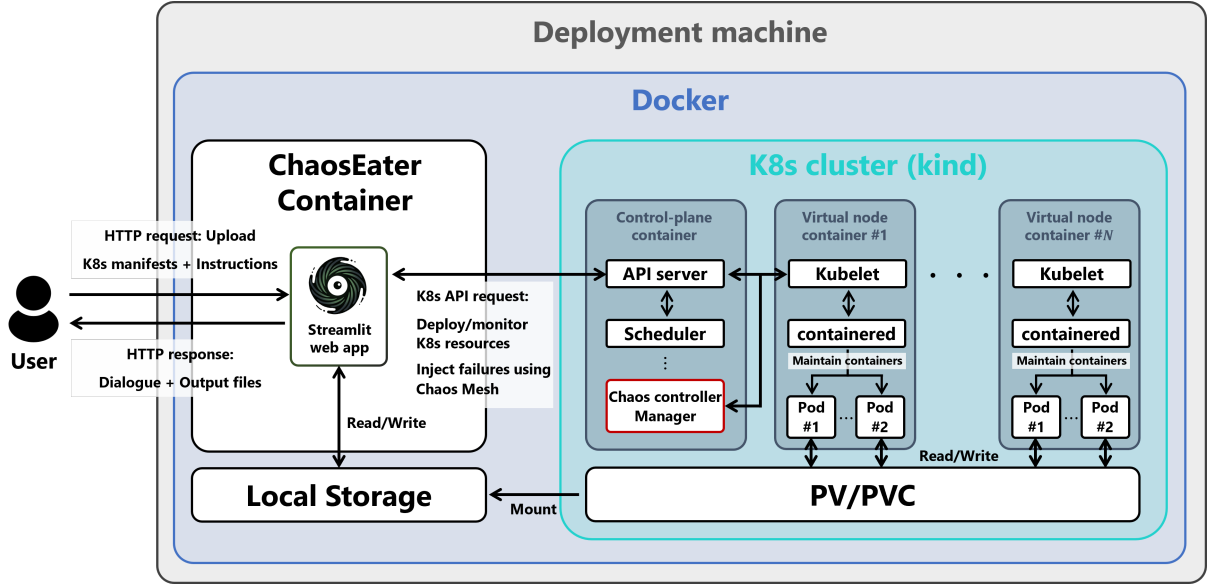 Deployment machine
Docker
ChaosEater
Container
K8s cluster (kind)
HTTP request: Upload
K8s manifests + Instructions
User
HTTP response:
Dialogue + Output files
Streamlit
web app
K8s API request:
Deploy/monitor
K8s resources
Inject failures using
Chaos Mesh
Read/Write
Local Storage
Mount
Control-plane
container
API server
Scheduler
⋮
Chaos controller
Manager
Virtual node
container #1
Kubelet
containered
Maintain containers
Pod
#1
...
Pod
#2
. . .
Virtual node
container #N
Kubelet
containered
Maintain containers
Pod
#1
...
Pod
#2
Read/Write
PV/PVC